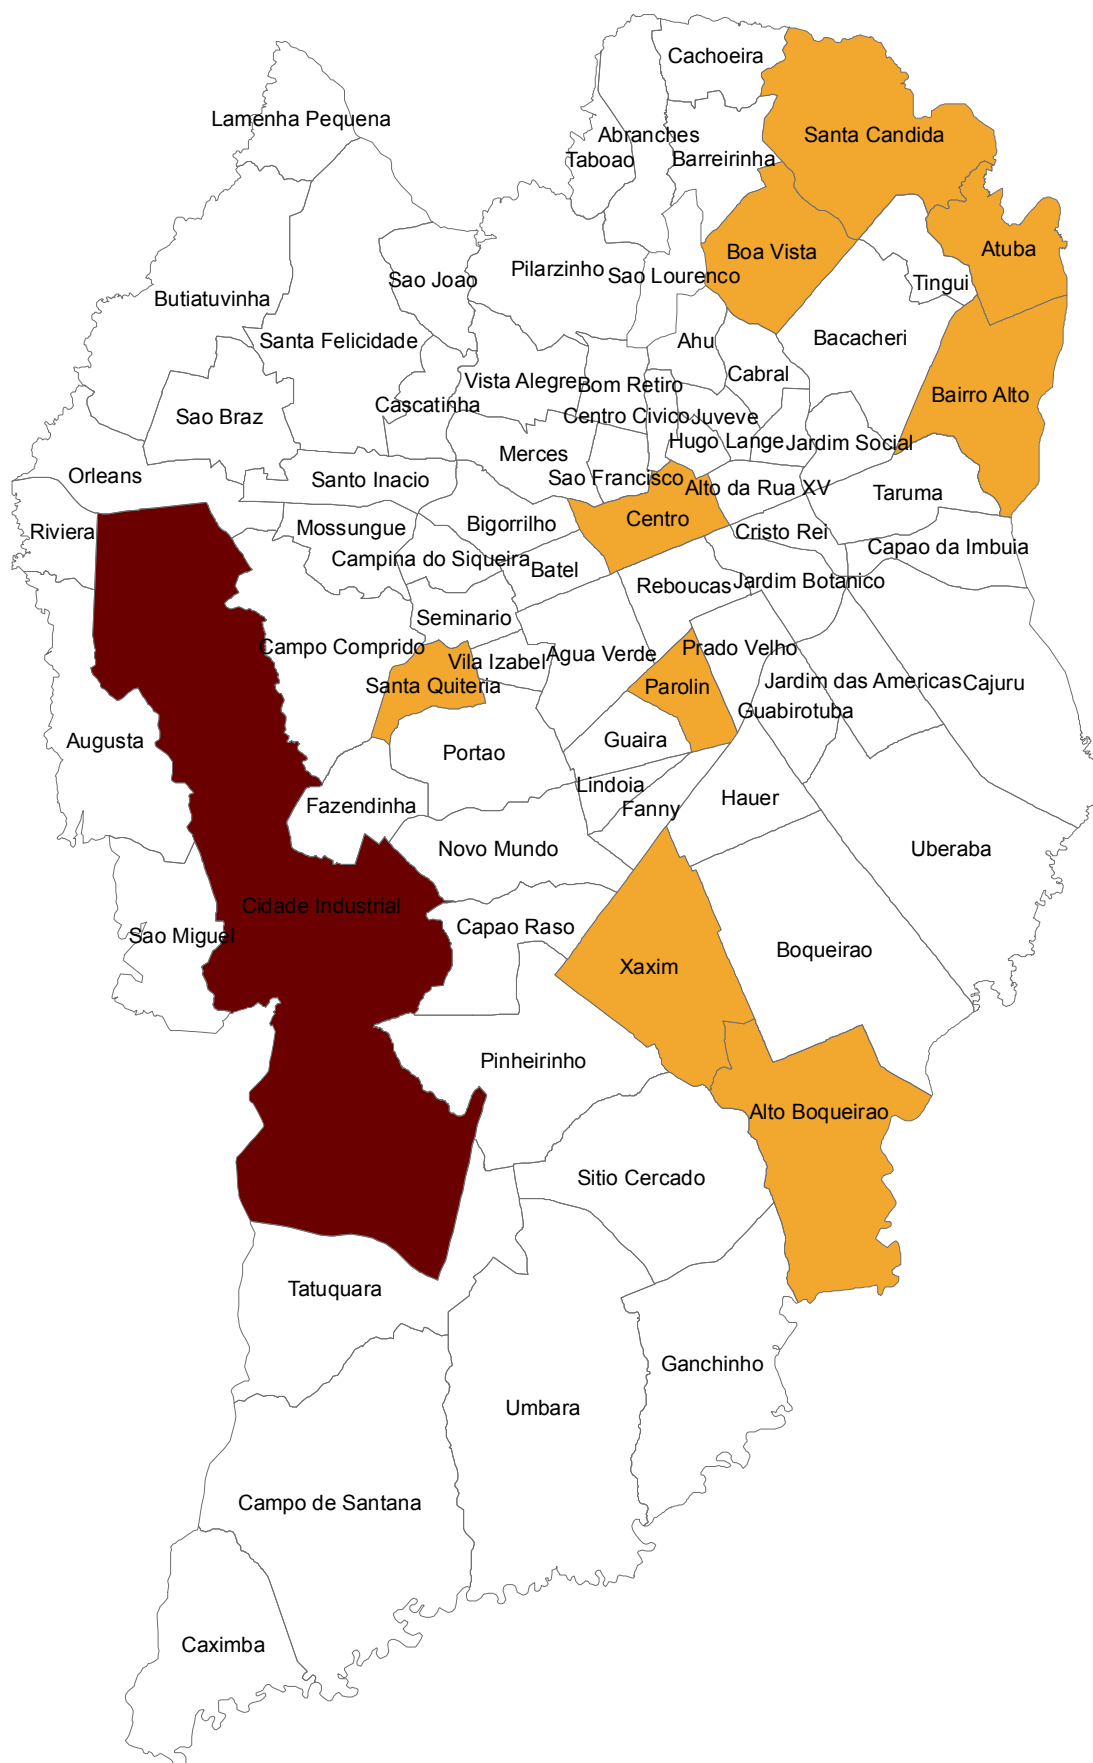 Cachoeira
Lamenha Pequena
Abranches
Santa Candida
Taboao
Barreirinha
Boa Vista
Atuba
Pilarzinho
Sao Lourenco
Sao Joao
Tingui
Butiatuvinha
Santa Felicidade
Ahu
Bacacheri
Cabral
Vista Alegre
Bom Retiro
Bairro Alto
Cascatinha
Sao Braz
Centro Civico
Juveve
Hugo Lange
Jardim Social
Merces
Orleans
Santo Inacio
Sao Francisco
Alto da Rua XV
Taruma
Riviera
Mossungue
Bigorrilho
Centro
Cristo Rei
Capao da Imbuia
Campina do Siqueira
Batel
Reboucas
Jardim Botanico
Seminario
Campo Comprido
Vila Izabel
Agua Verde
Prado Velho
Santa Quiteria
Parolin
Jardim das Americas
Cajuru
Guabirotuba
Augusta
Portao
Guaira
Lindoia
Fazendinha
Fanny
Hauer
Novo Mundo
Uberaba
Cidade Industrial
Sao Miguel
Capao Raso
Boqueirao
Xaxim
Pinheirinho
Alto Boqueirao
Sitio Cercado
Tatuquara
Ganchinho
Umbara
Campo de Santana
Caximba